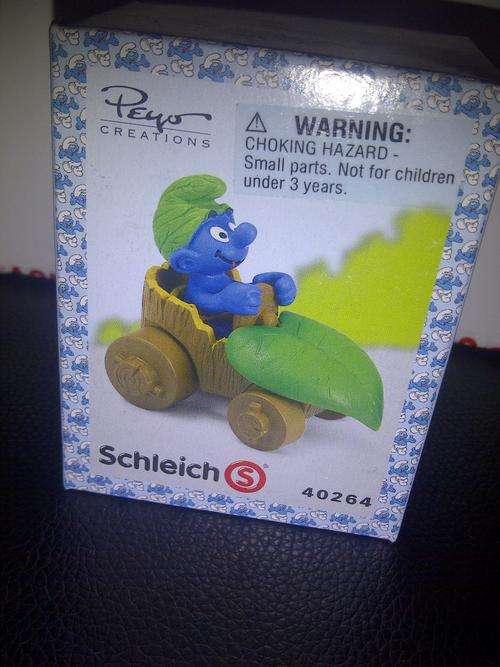 Peyo
CREATIONS
WARNING:
CHOKING HAZARD -
Small parts. Not for children
under 3 years.
Schleich S
40264